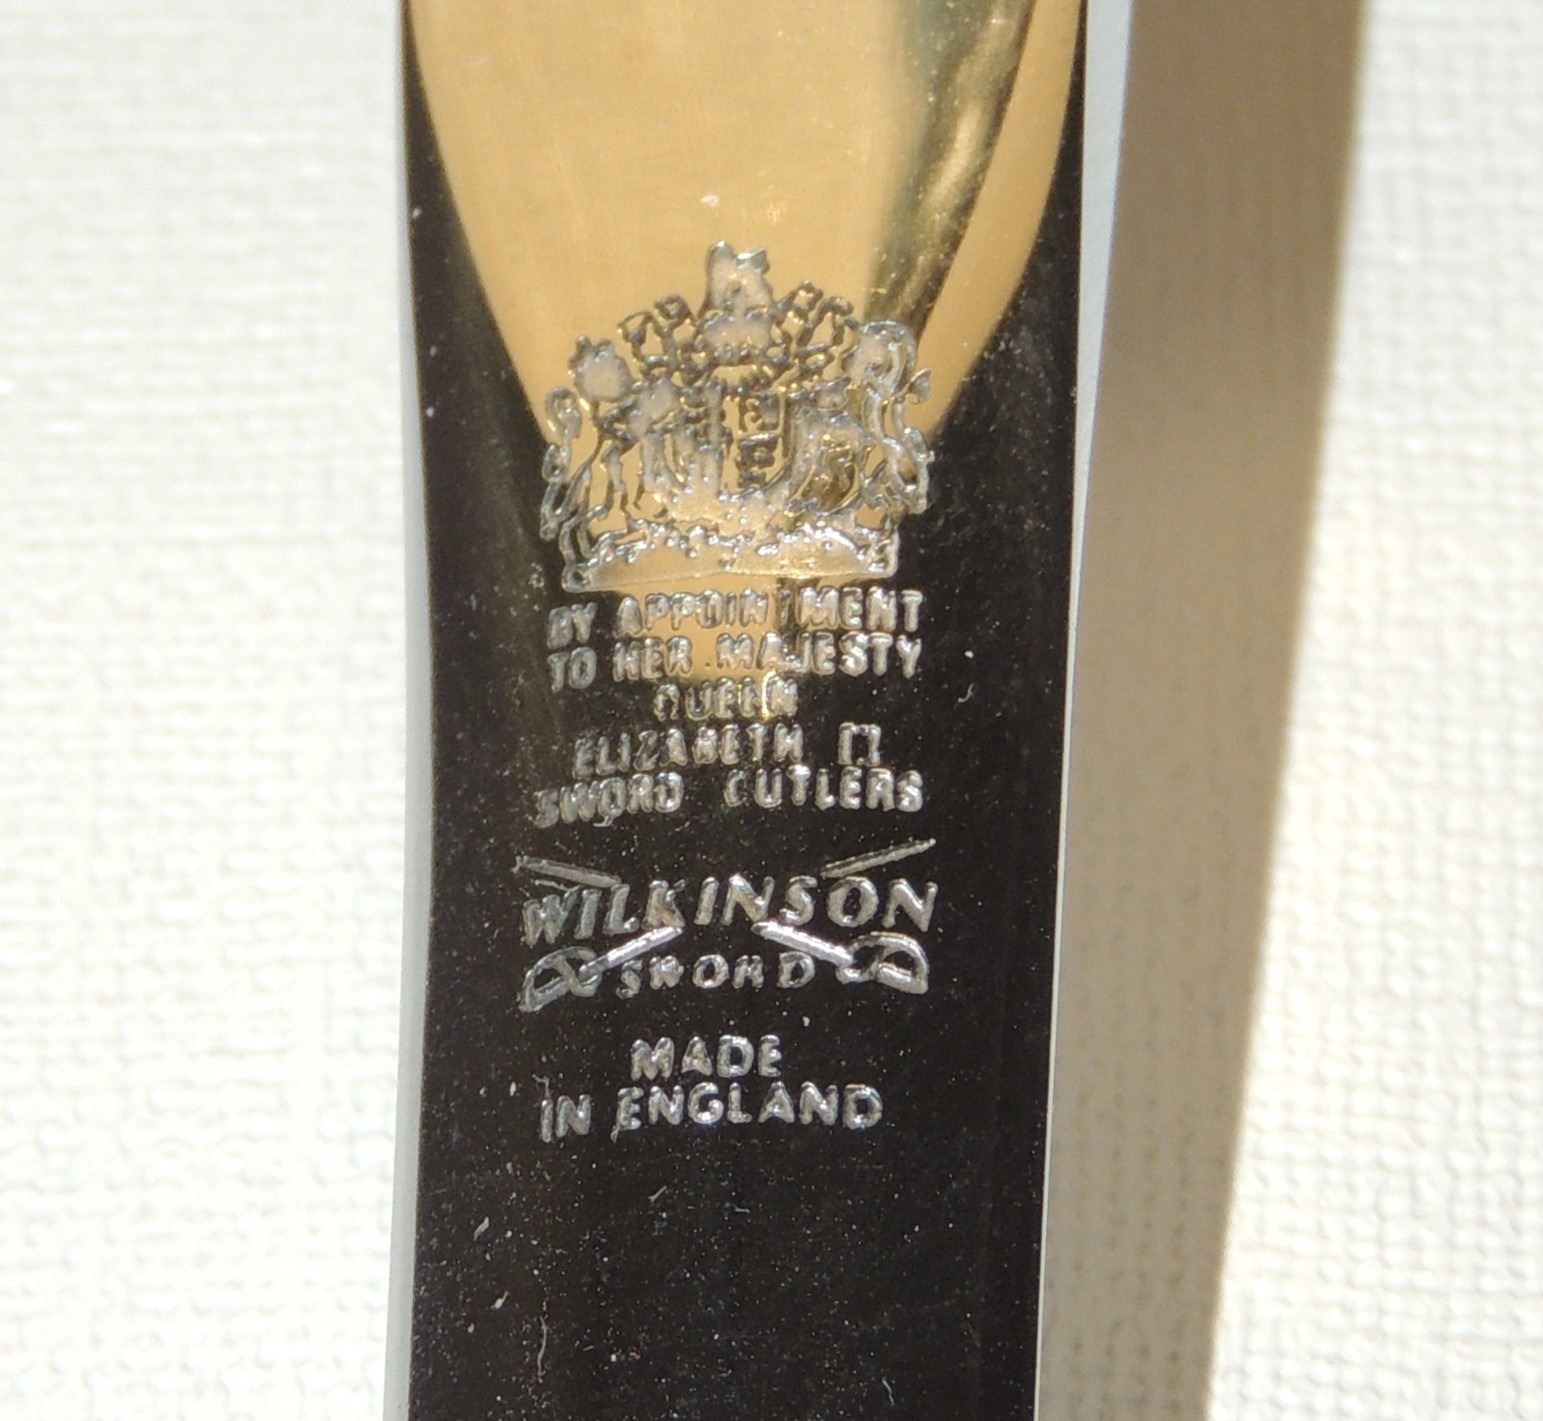 BY APPOINTMENT
TO HER MAJESTY
QUEEN
ELIZABETH II
SWORD CUTLERS
WILKINSON
SWORD
MADE
IN ENGLAND